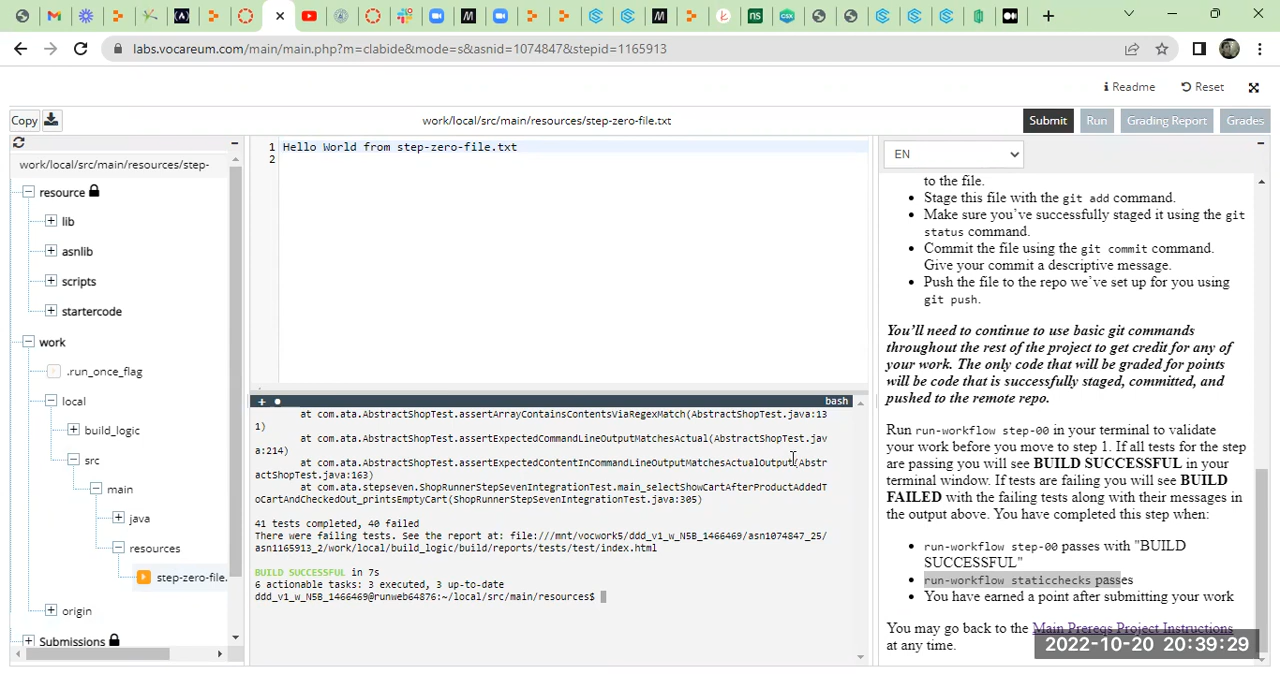 labs.vocareum.com/main/main.php?m=clabide&mode=s&asnid=1074847&stepid=1165913
Readme
Reset
Copy
work/local/src/main/resources/step-zero-file.txt
Submit
Run
Grading Report
Grades
work/local/src/main/resources/step-
resource
lib
asnlib
scripts
startercode
work
.run_once_flag
local
build_logic
src
main
java
resources
step-zero-file.
origin
Submissions
1 Hello World from step-zero-file.txt
2
bash
at com.ata.AbstractShopTest.assertArrayContainsContentsViaRegexMatch(AbstractShopTest.java:13
1)
at com.ata.AbstractShopTest.assertExpectedCommandLineOutputMatchesActual(AbstractShopTest.jav
a:214)
at com.ata.AbstractShopTest.assertExpectedContentInCommandLineOutputMatchesActualOutput(Abstr
actShopTest.java:163)
at com.ata.stepseven.ShopRunnerStepSevenIntegrationTest.main_selectShowCartAfterProductAddedT
oCartAndCheckedOut_printsEmptyCart(ShopRunnerStepSevenIntegrationTest.java:305)
41 tests completed, 40 failed
There were failing tests. See the report at: file:///mnt/vocwork5/ddd_v1_w_N5B_1466469/asn1074847_25/
asn1165913_2/work/local/build_logic/build/reports/tests/test/index.html
BUILD SUCCESSFUL in 7s
6 actionable tasks: 3 executed, 3 up-to-date
ddd_v1_w_N5B_1466469@runweb64876:~/local/src/main/resources$
EN
to the file.
Stage this file with the git add command.
Make sure you’ve successfully staged it using the git
status command.
Commit the file using the git commit command.
Give your commit a descriptive message.
Push the file to the repo we’ve set up for you using
git push.
You’ll need to continue to use basic git commands
throughout the rest of the project to get credit for any of
your work. The only code that will be graded for points
will be code that is successfully staged, committed, and
pushed to the remote repo.
Run run-workflow step-00 in your terminal to validate
your work before you move to step 1. If all tests for the step
are passing you will see BUILD SUCCESSFUL in your
terminal window. If tests are failing you will see BUILD
FAILED with the failing tests along with their messages in
the output above. You have completed this step when:
run-workflow step-00 passes with "BUILD
SUCCESSFUL"
run-workflow staticchecks passes
You have earned a point after submitting your work
You may go back to the Main Prereqs Project Instructions
at any time.
2022-10-20 20:39:29